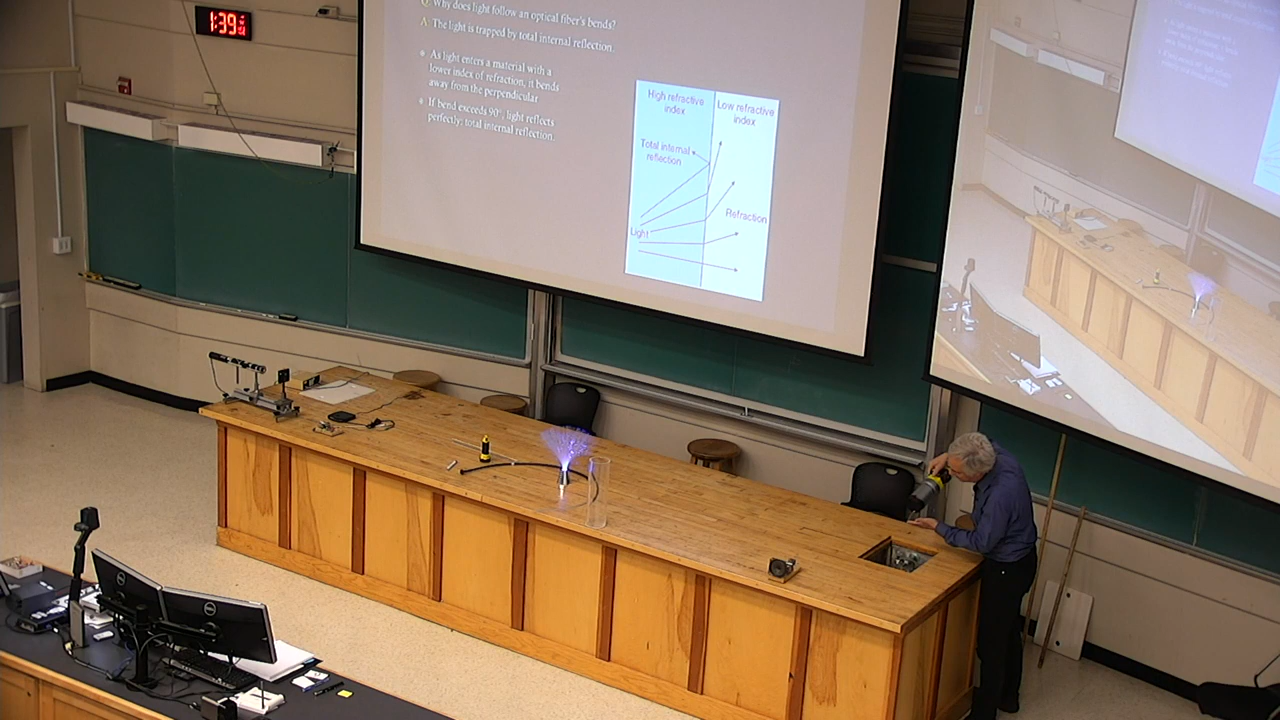 1:39
Q: Why does light follow an optical fiber's bends?
A: The light is trapped by total internal reflection.
As light enters a material with a
lower index of refraction, it bends
away from the perpendicular
If bend exceeds 90°, light reflects
perfectly: total internal reflection.
High refractive
index
Low refractive
index
Total internal
reflection
Refraction
Light
DELL
DELL